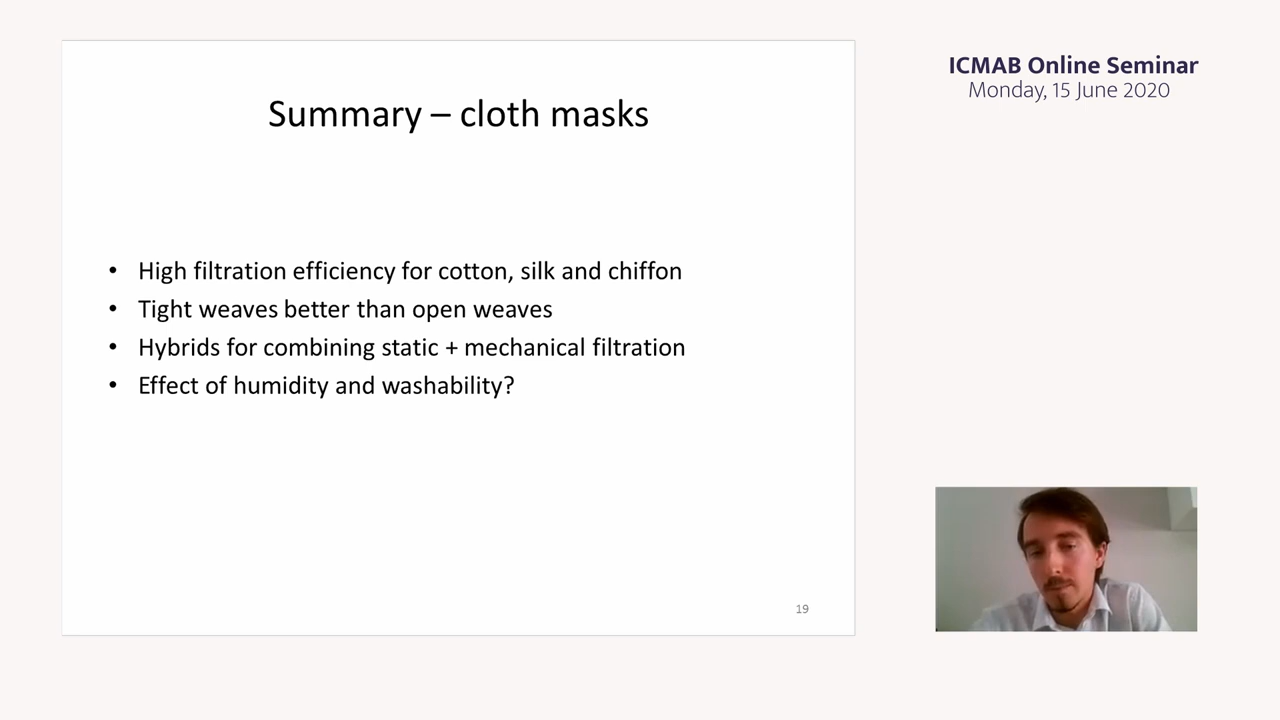 Summary – cloth masks
• High filtration efficiency for cotton, silk and chiffon
• Tight weaves better than open weaves
• Hybrids for combining static + mechanical filtration
• Effect of humidity and washability?
19
ICMAB Online Seminar
Monday, 15 June 2020